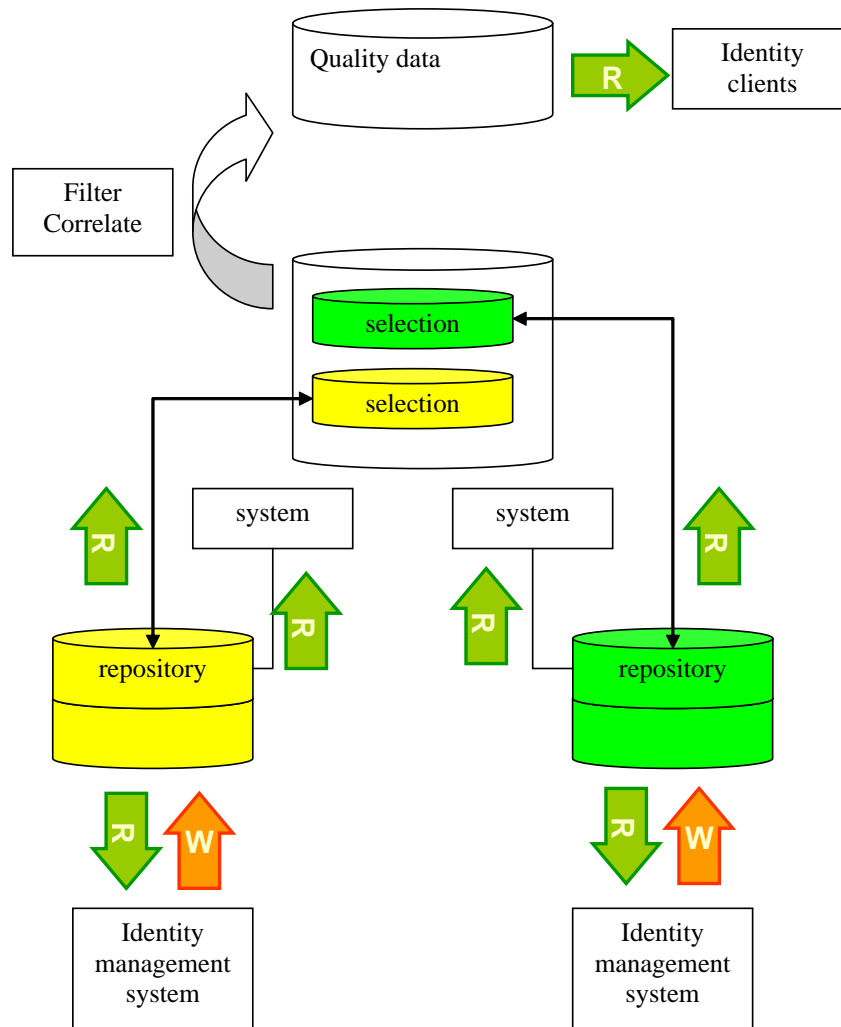 Quality data
R
Identity
clients
Filter
Correlate
selection
selection
system
system
R
R
R
R
repository
repository
R
W
R
W
Identity
management
system
Identity
management
system